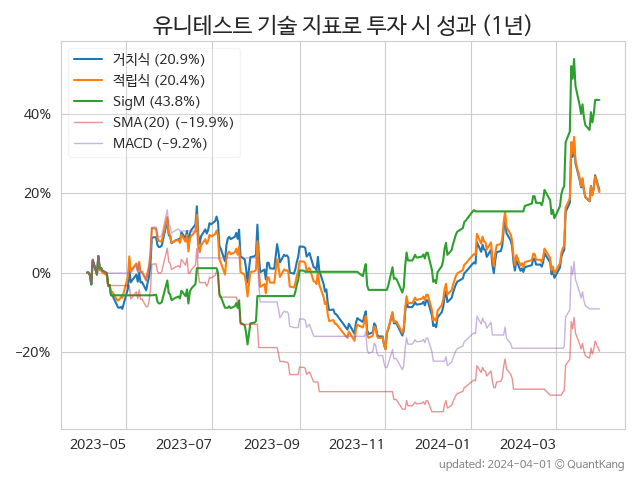 유니테스트 기술 지표로 투자 시 성과 (1년)
거치식 (20.9%)
적립식 (20.4%)
SigM (43.8%)
SMA(20) (−19.9%)
MACD (−9.2%)
40%
20%
0%
−20%
2023-05 2023-07 2023-09 2023-11 2024-01 2024-03
updated: 2024-04-01 © QuantKang